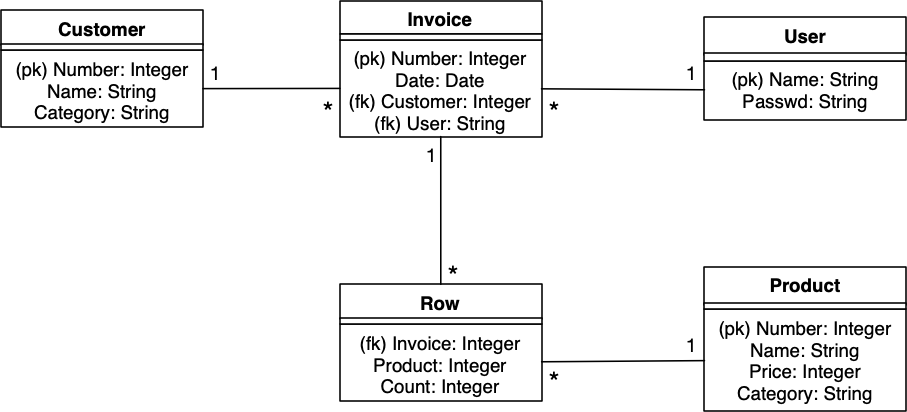 Customer
(pk) Number: Integer
Name: String
Category: String
1
*
Invoice
(pk) Number: Integer
Date: Date
(fk) Customer: Integer
(fk) User: String
1
*
User
(pk) Name: String
Passwd: String
1
*
Row
(fk) Invoice: Integer
Product: Integer
Count: Integer
1
*
Product
(pk) Number: Integer
Name: String
Price: Integer
Category: String